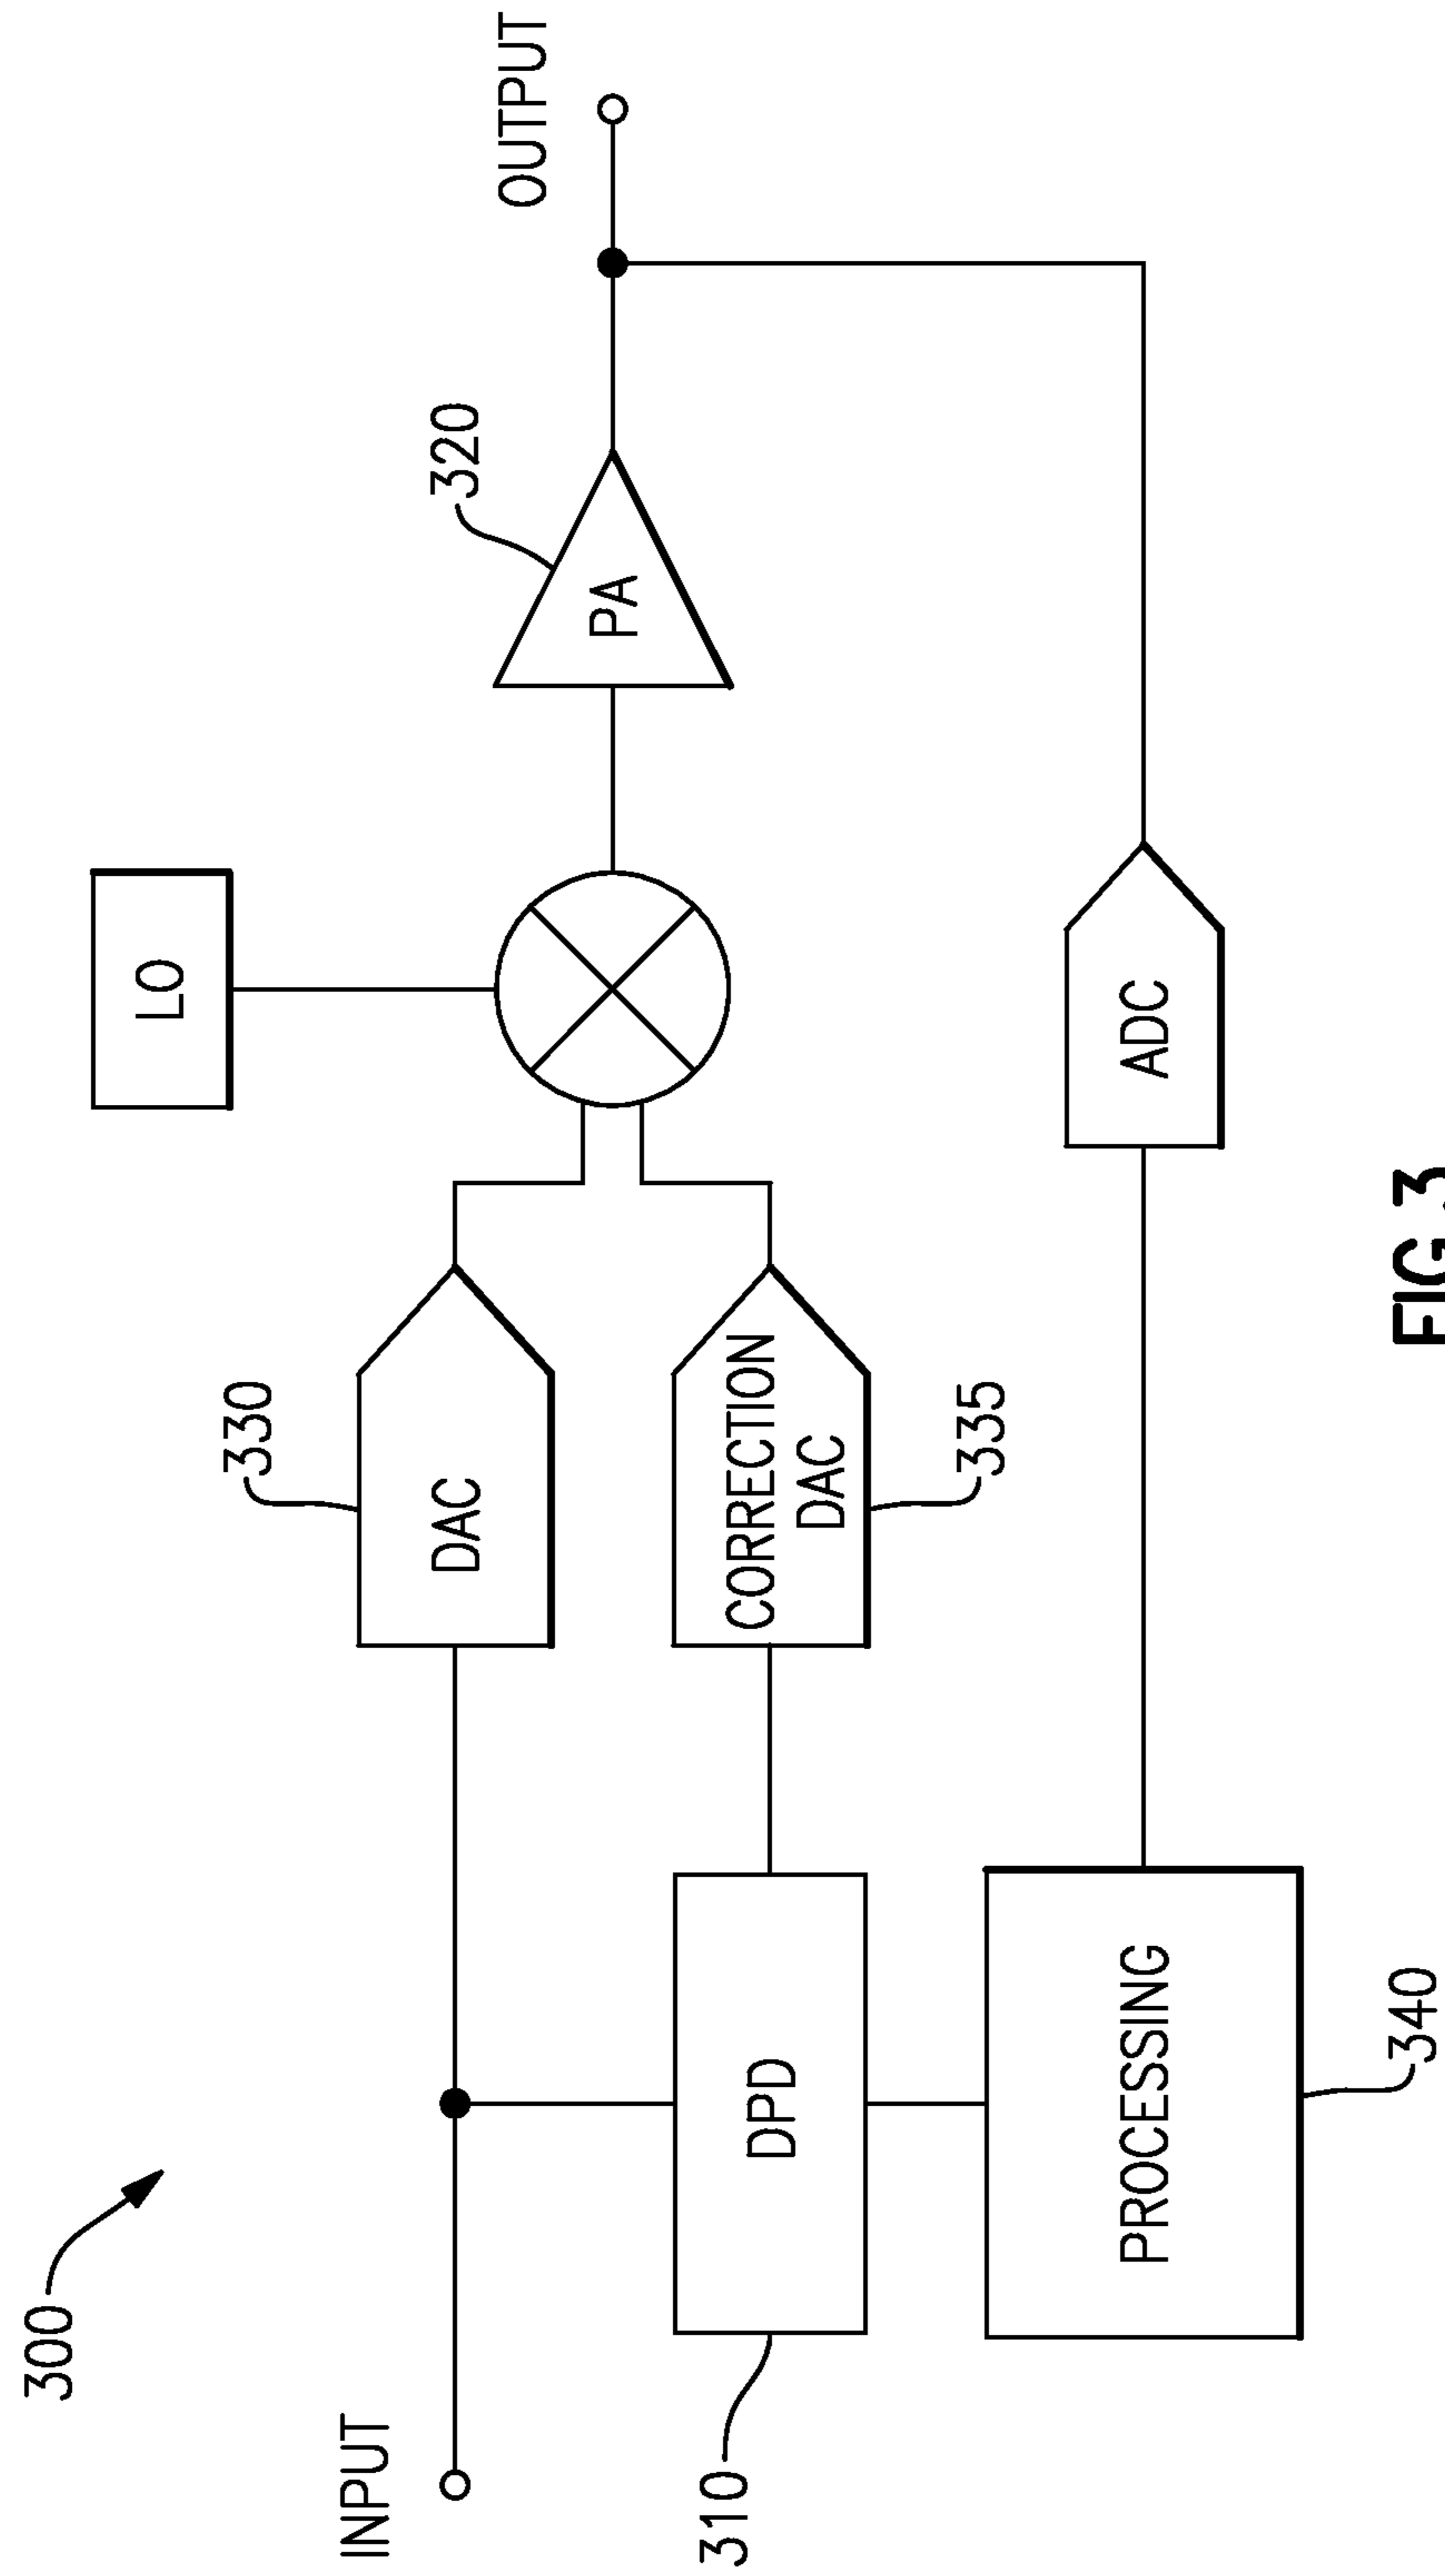 300
LO
OUTPUT
320
PA
330
DAC
INPUT
CORRECTION
DAC
335
310
DPD
ADC
PROCESSING
340
FIG.3